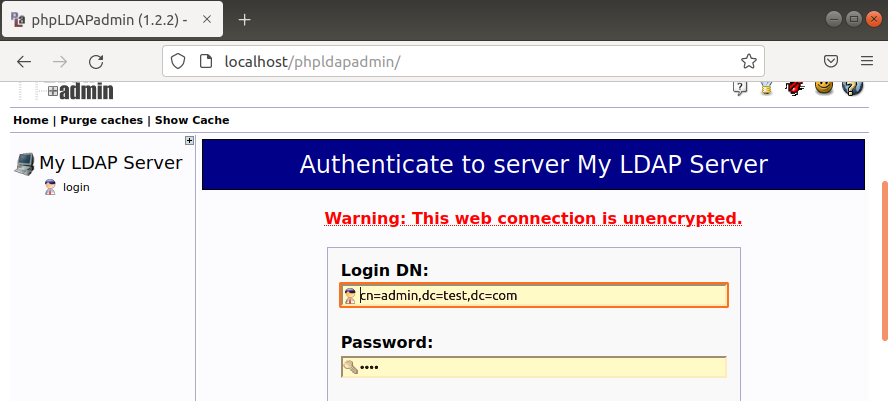 phpLDAPadmin (1.2.2) -
localhost/phpldapadmin/
admin
Home | Purge caches | Show Cache
My LDAP Server
login
Authenticate to server My LDAP Server
Warning: This web connection is unencrypted.
Login DN:
cn=admin,dc=test,dc=com
Password:
••••